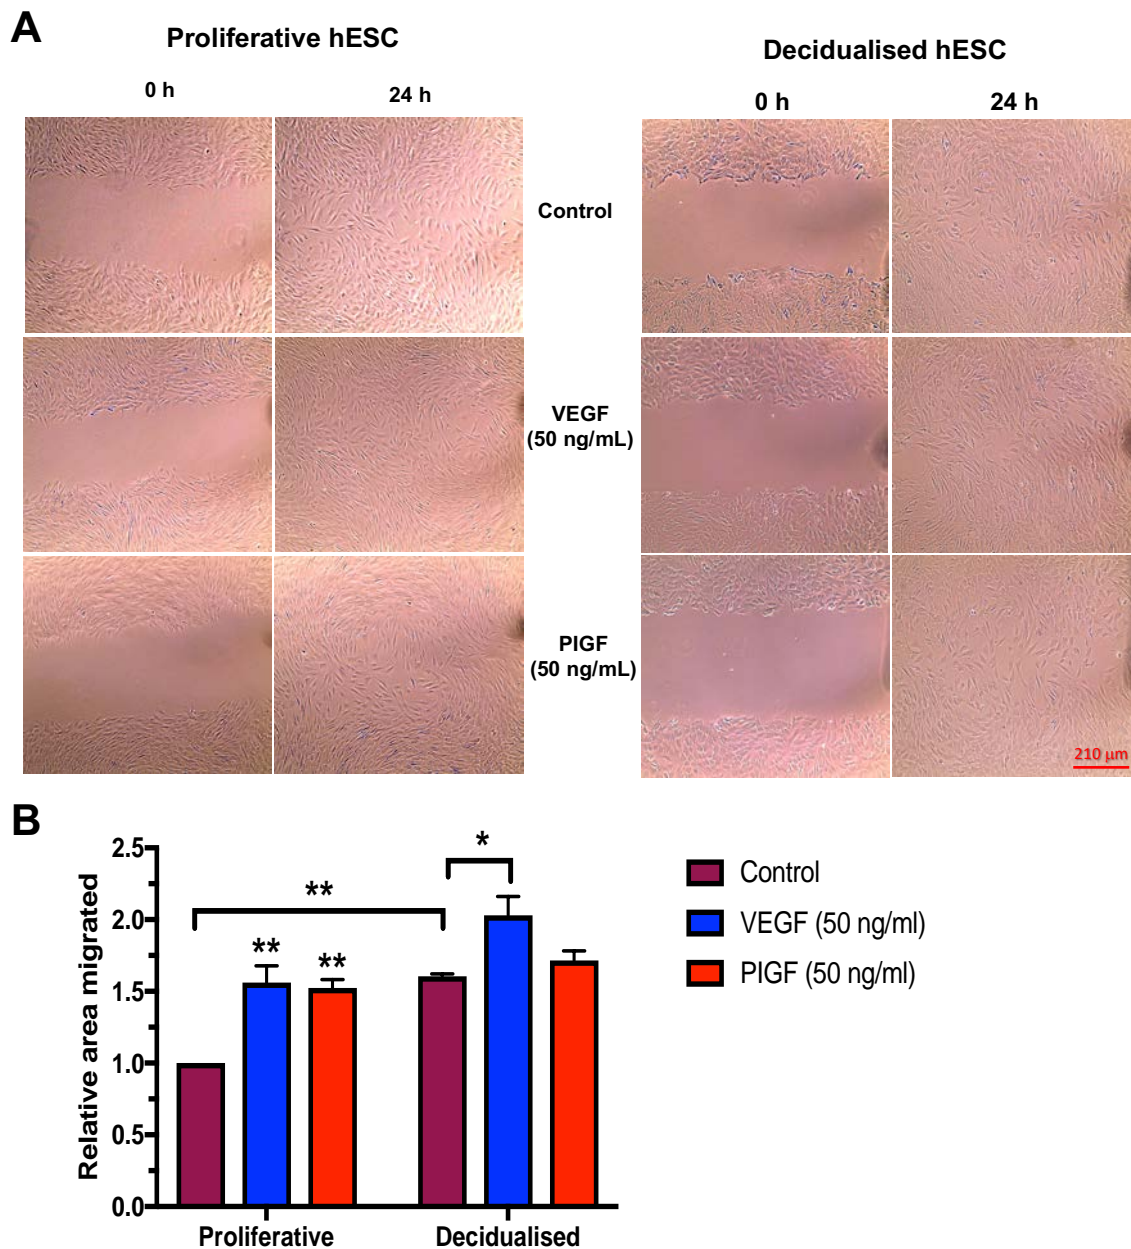 A
Proliferative hESC
0 h
24 h
Decidualised hESC
0 h
24 h
Control
VEGF
(50 ng/mL)
PIGF
(50 ng/mL)
210 μm
B
Relative area migrated
2.5
2.0
1.5
1.0
0.5
0.0
**
**
**
*
Proliferative
Decidualised
Control
VEGF (50 ng/ml)
PIGF (50 ng/ml)